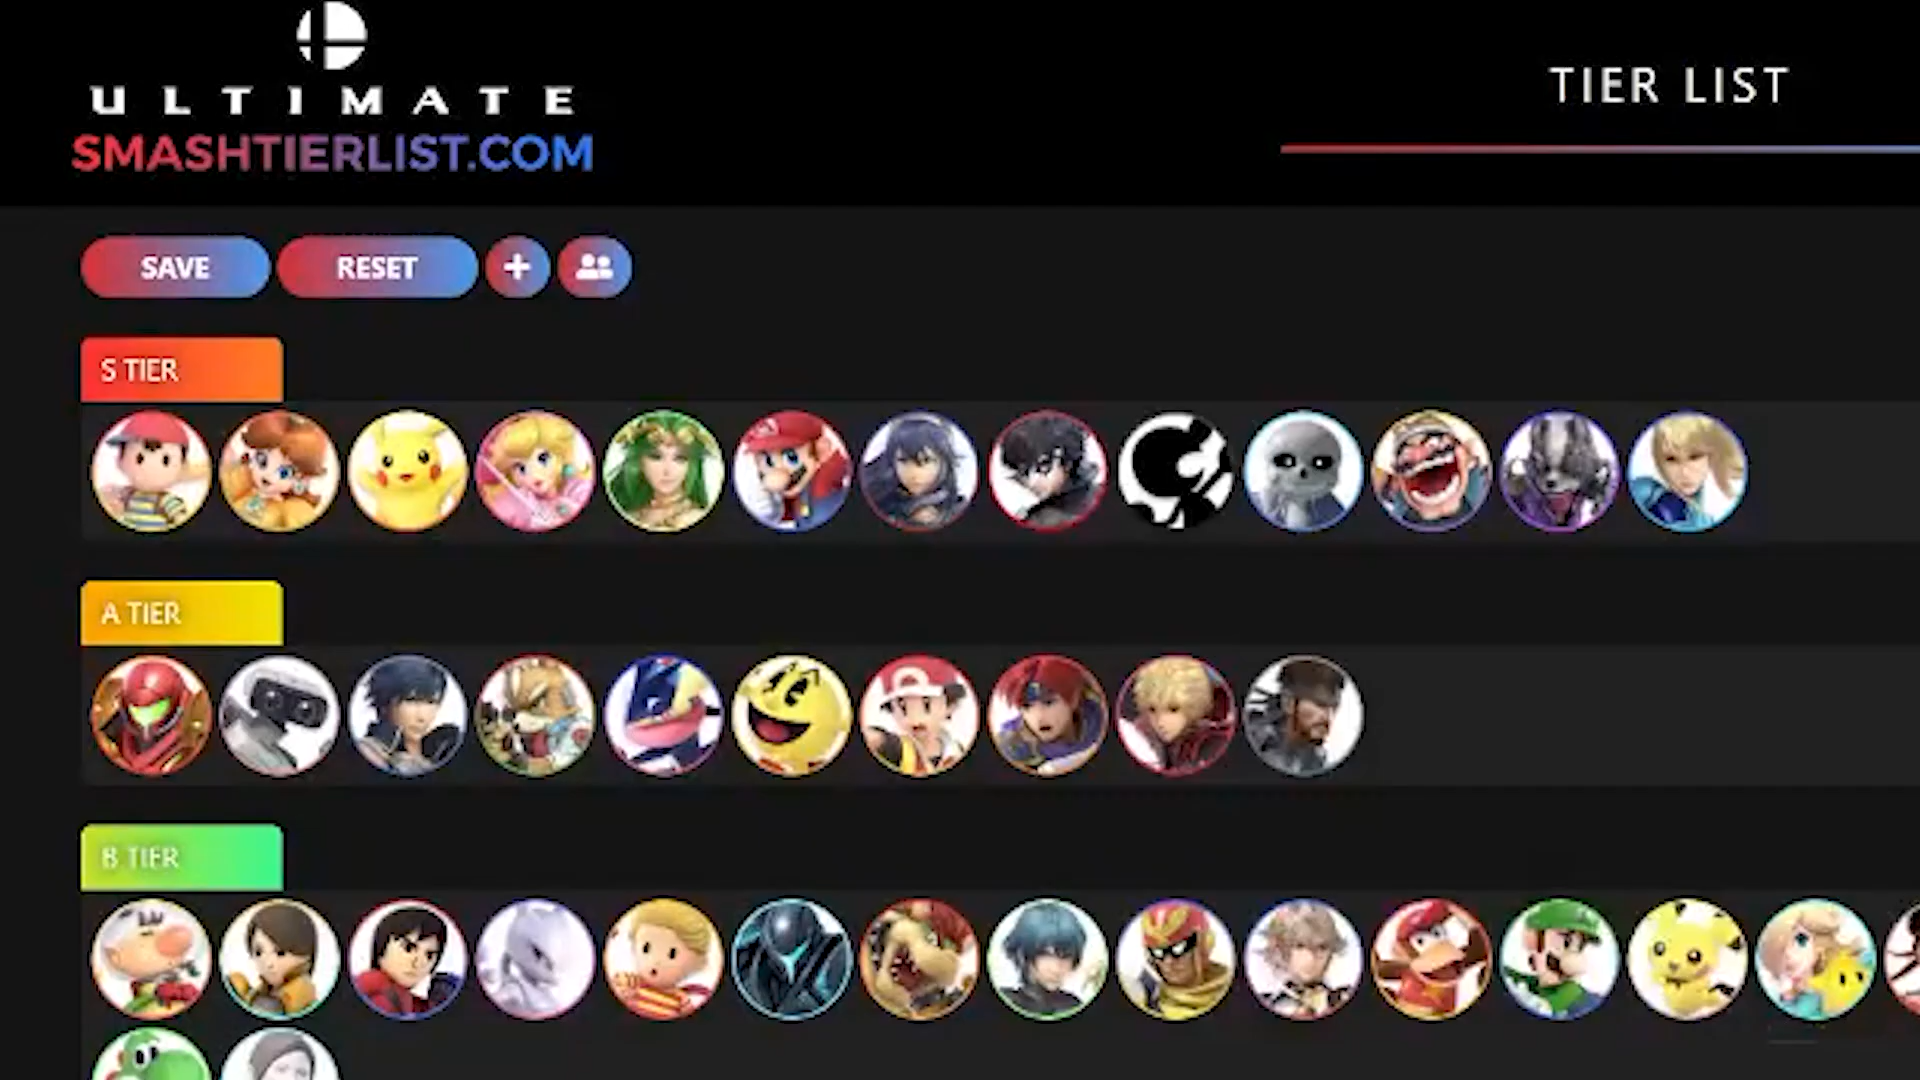 ULTIMATE
SMASHTIERLIST.COM
TIER LIST
SAVE
RESET
S TIER
A TIER
B TIER